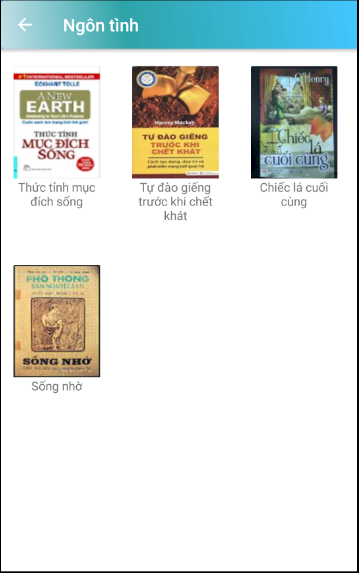 Ngôn tình
#1 INTERNATIONAL BESTSELLER
ECKHART TOLLE
A NEW
EARTH
THỨC TỈNH
MỤC ĐÍCH
SỐNG
Thức tỉnh mục
đích sống
Harvey Mackay
TỰ ĐÀO GIẾNG
TRƯỚC KHI
CHẾT KHÁT
Tự đào giếng
trước khi chết
khát
O'Henry
Chiếc
lá
cuối cùng
Chiếc lá cuối
cùng
PHỔ THÔNG
BÁN NGUYỆT SAN
SỐNG NHỜ
Sống nhờ